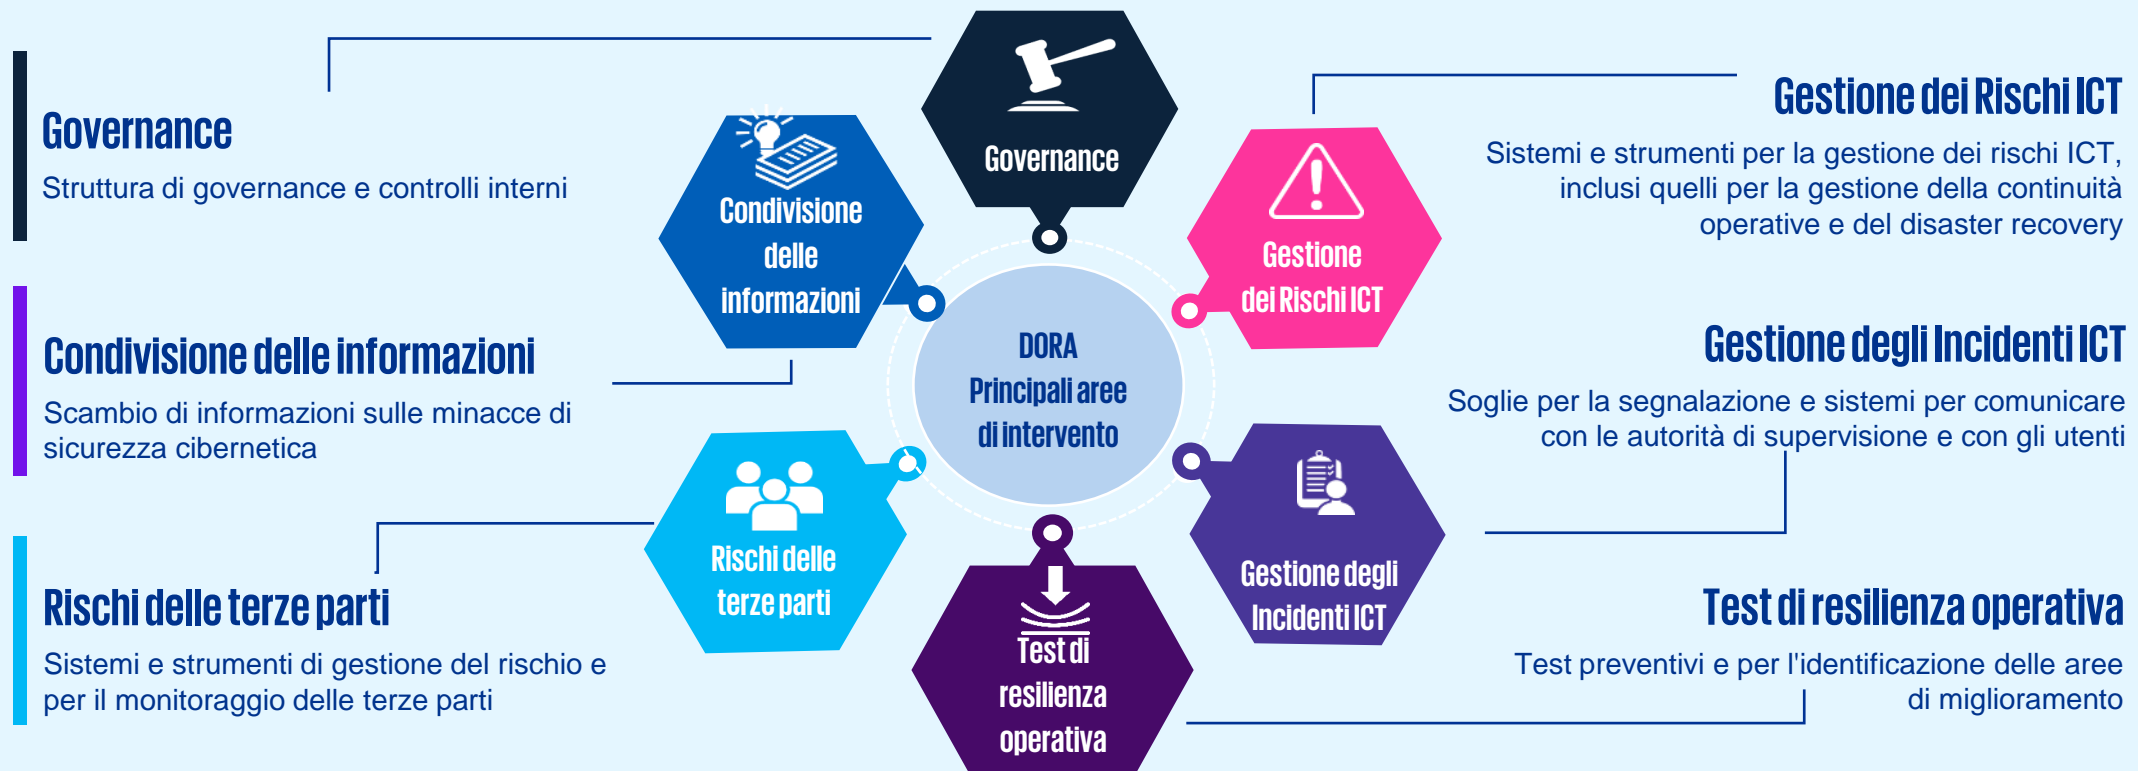 Governance
Struttura di governance e controlli interni
Condivisione delle informazioni
Scambio di informazioni sulle minacce di
sicurezza cibernetica
Rischi delle terze parti
Sistemi e strumenti di gestione del rischio e
per il monitoraggio delle terze parti
Governance
Condivisione
delle
informazioni
Gestione
dei Rischi ICT
DORA
Principali aree
di intervento
Rischi delle
terze parti
Gestione degli
Incidenti ICT
Test di
resilienza
operativa
Gestione dei Rischi ICT
Sistemi e strumenti per la gestione dei rischi ICT,
inclusi quelli per la gestione della continuità
operative e del disaster recovery
Gestione degli Incidenti ICT
Soglie per la segnalazione e sistemi per comunicare
con le autorità di supervisione e con gli utenti
Test di resilienza operativa
Test preventivi e per l'identificazione delle aree
di miglioramento